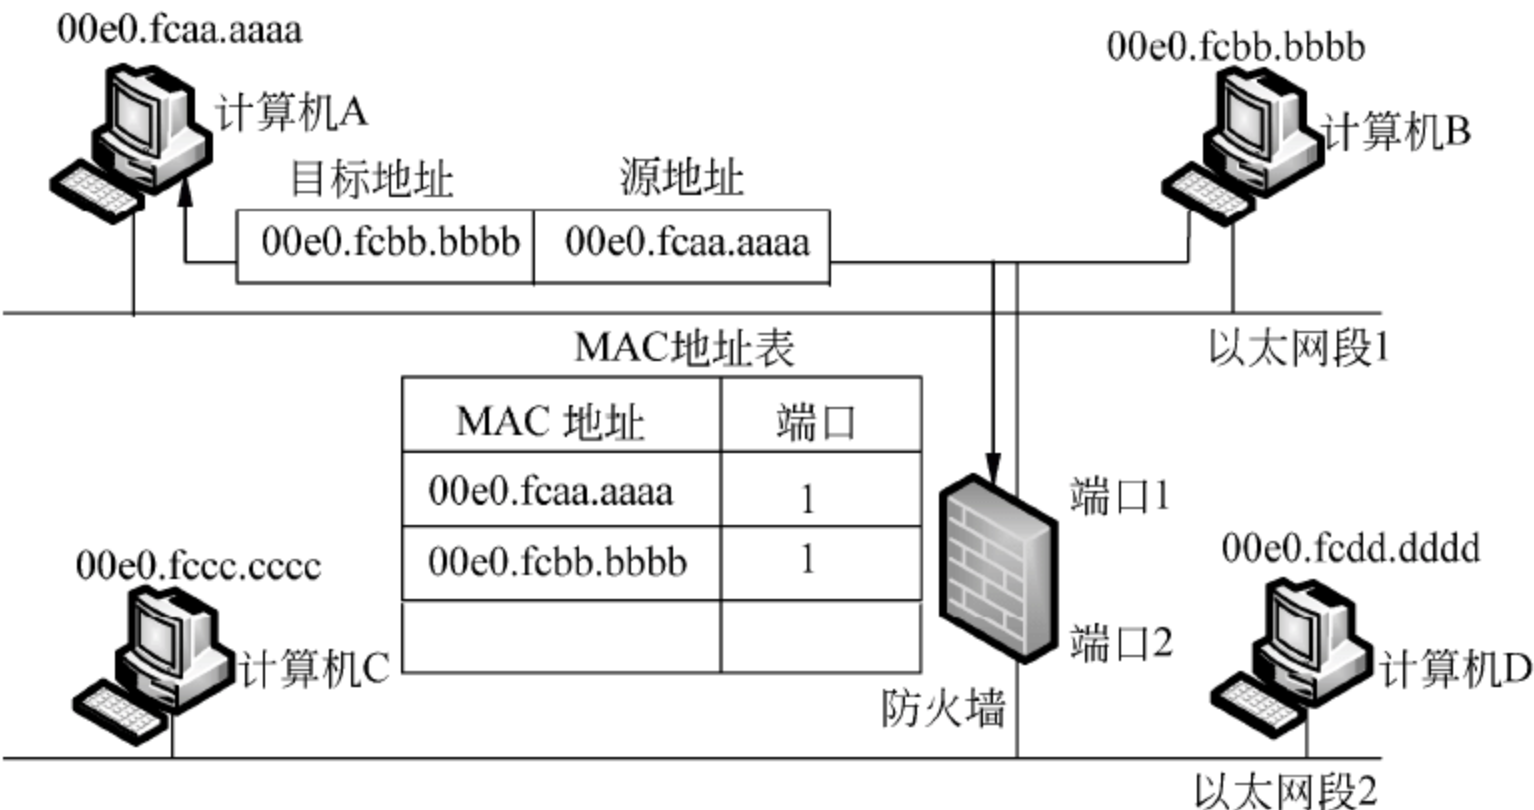 00e0.fcaa.aaaa
00e0.fcbb.bbbb
计算机A
计算机B
目标地址 源地址
00e0.fcbb.bbbb 00e0.fcaa.aaaa
以太网段1
MAC地址表
MAC 地址 端口
00e0.fcaa.aaaa 1
00e0.fcbb.bbbb 1
端口1
端口2
防火墙
00e0.fccc.cccc
计算机C
00e0.fcdd.dddd
计算机D
以太网段2